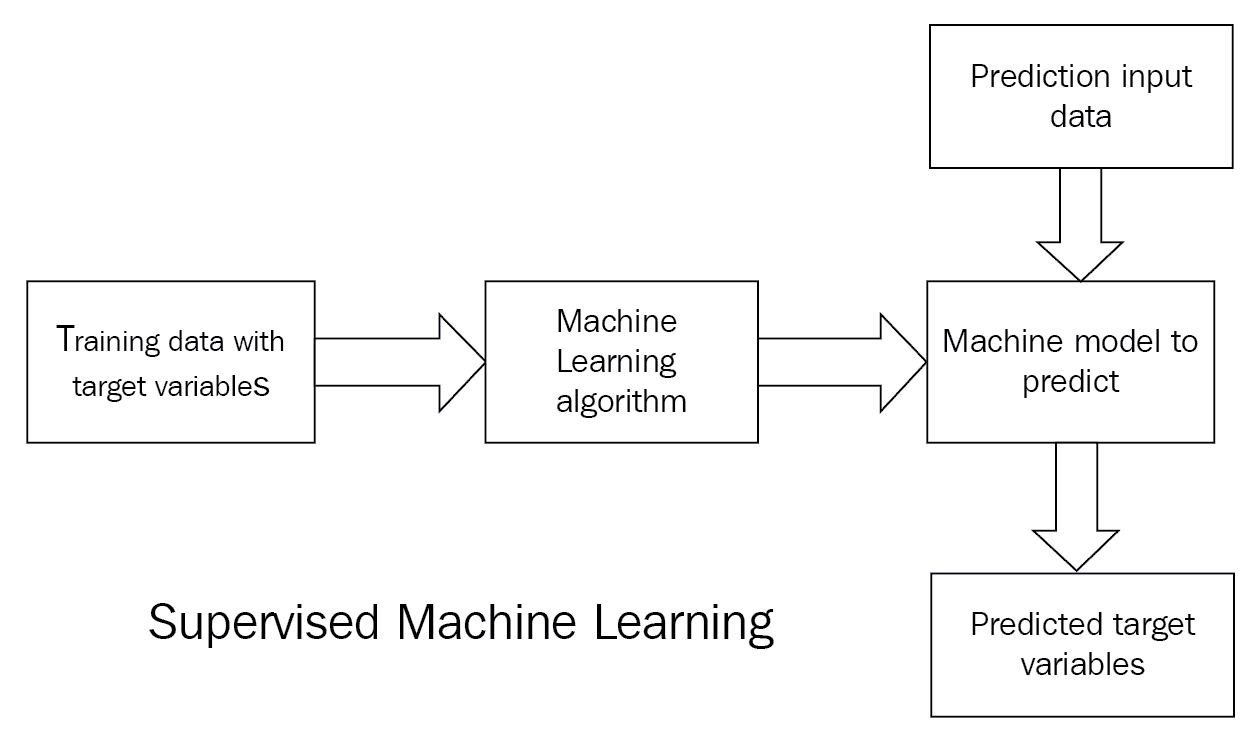 Prediction input
data
Training data with
target variables
Machine
Learning
algorithm
Machine model to
predict
Supervised Machine Learning
Predicted target
variables